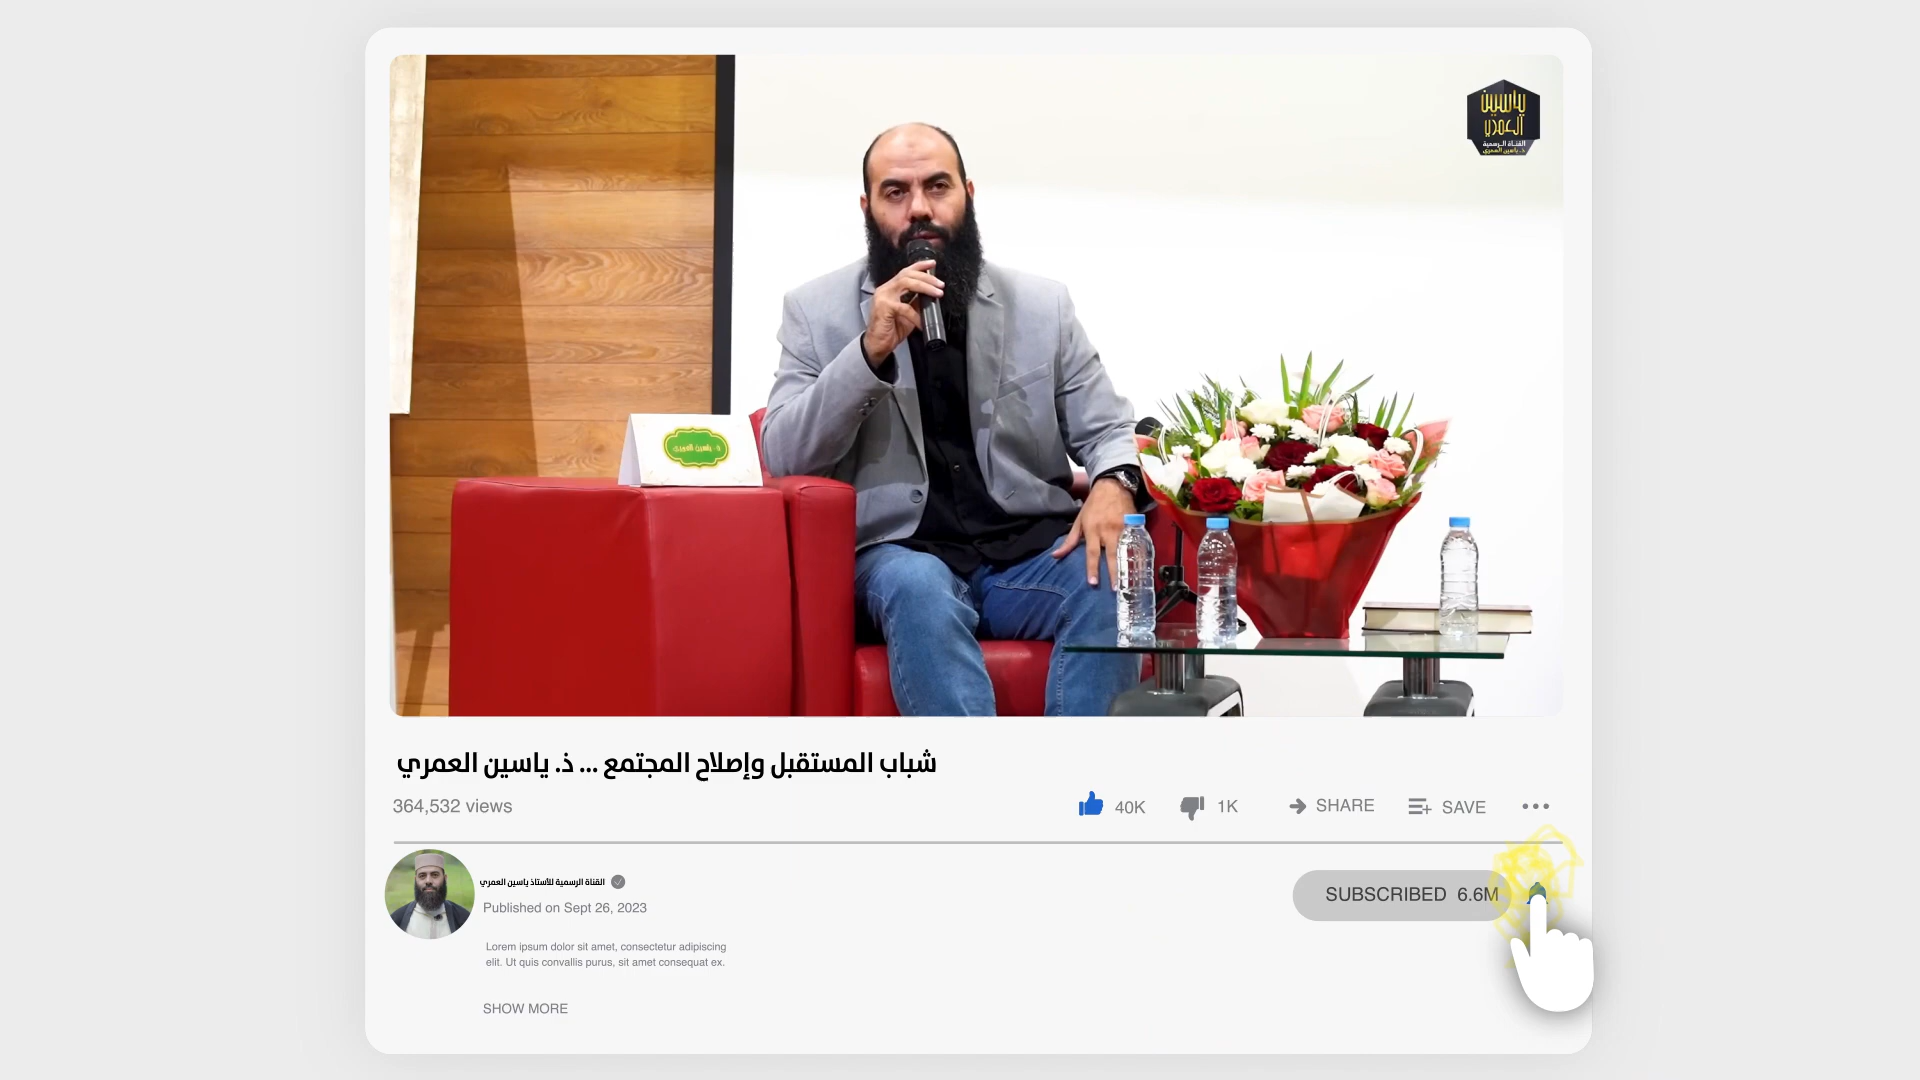 ياسين
العمري
القناة الرسمية
ذ. ياسين العمري
ذ. ياسين العمري
شباب المستقبل وإصلاح المجتمع ... ذ. ياسين العمري
364,532 views
40K
1K
SHARE
SAVE
القناة الرسمية للأستاذ ياسين العمري
Published on Sept 26, 2023
SUBSCRIBED 6.6M
Lorem ipsum dolor sit amet, consectetur adipiscing
elit. Ut quis convallis purus, sit amet consequat ex.
SHOW MORE